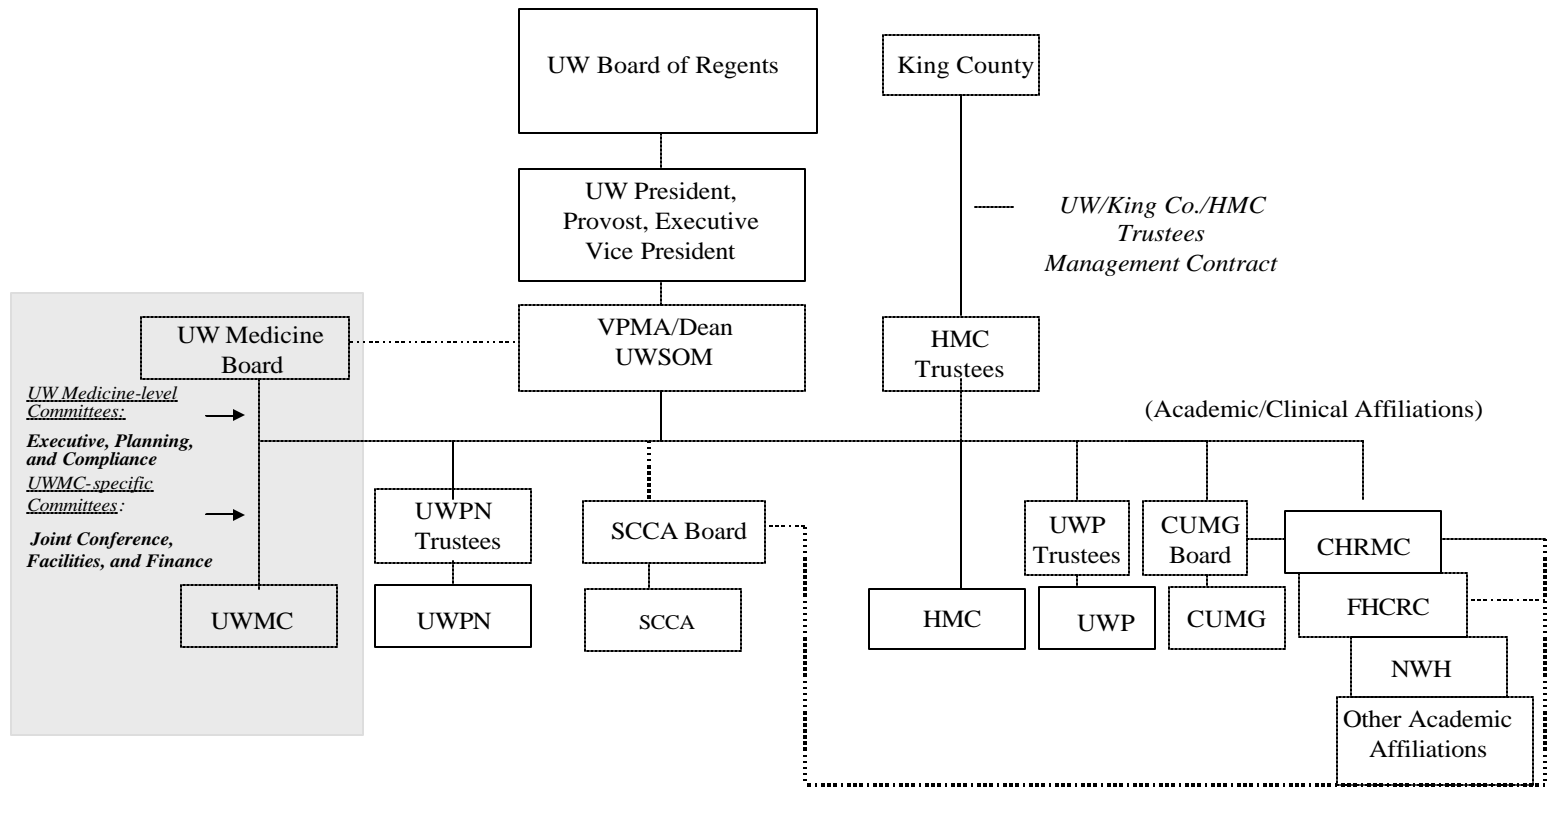 UW Board of Regents
King County
UW President,
Provost, Executive
Vice President
UW/King Co./HMC
Trustees
Management Contract
UW Medicine
Board
VPMA/Dean
UWSOM
HMC
Trustees
UW Medicine-level
Committees:
Executive, Planning,
and Compliance
UWMC-specific
Committees:
Joint Conference,
Facilities, and Finance
(Academic/Clinical Affiliations)
UWPN
Trustees
SCCA Board
UWP
Trustees
CUMG
Board
CHRMC
UWMC
UWPN
SCCA
HMC
UWP
CUMG
FHCRC
NWH
Other Academic
Affiliations